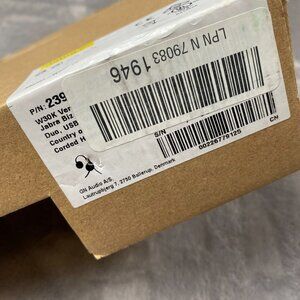 LPN N 79083 1946
P/N: 239
W30K Ver
Jabra Biz
Duo, USB
Country o
Corded H
S/N
00226779125
CN
GN Audio A/S,
Lautrupbjerg 7, 2750 Ballerup, Denmark